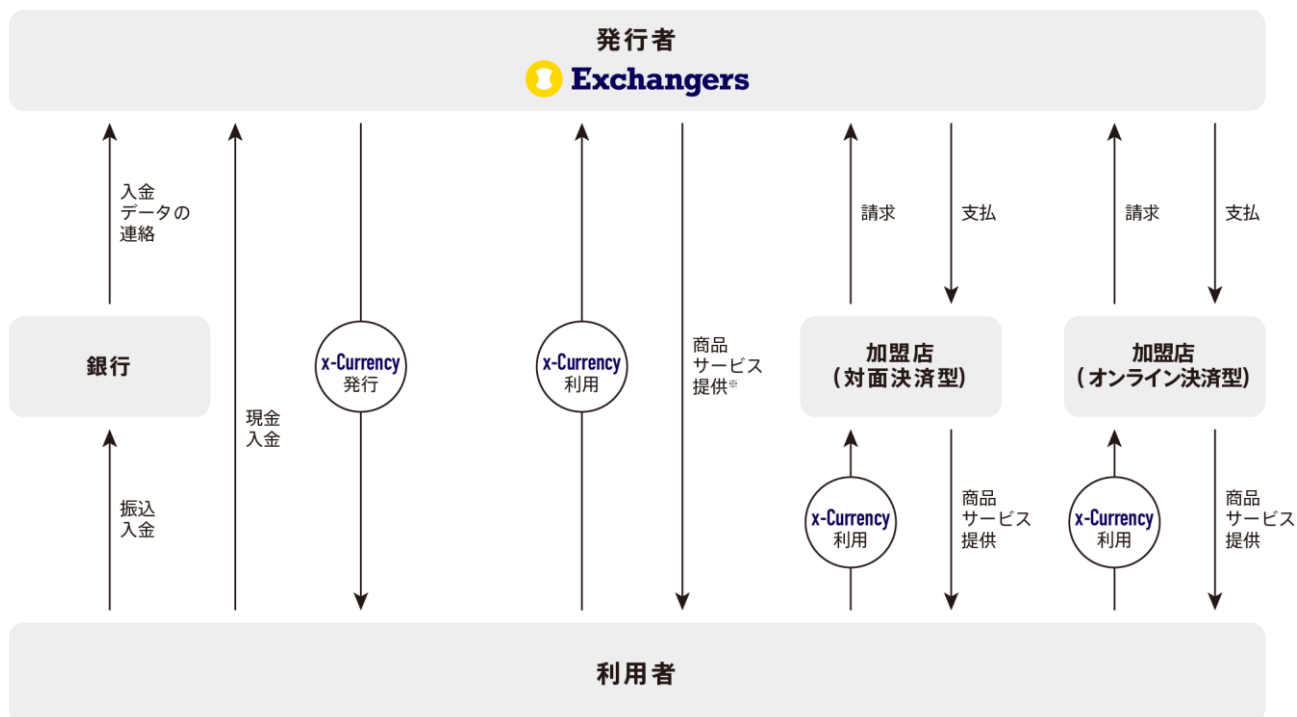 発行者
Exchangers
入金
データの
連絡
銀行
振込
入金
現金
入金
x-Currency
発行
x-Currency
利用
商品
サービス
提供※
請求
支払
加盟店
(対面決済型)
x-Currency
利用
商品
サービス
提供
請求
支払
加盟店
(オンライン決済型)
x-Currency
利用
商品
サービス
提供
利用者